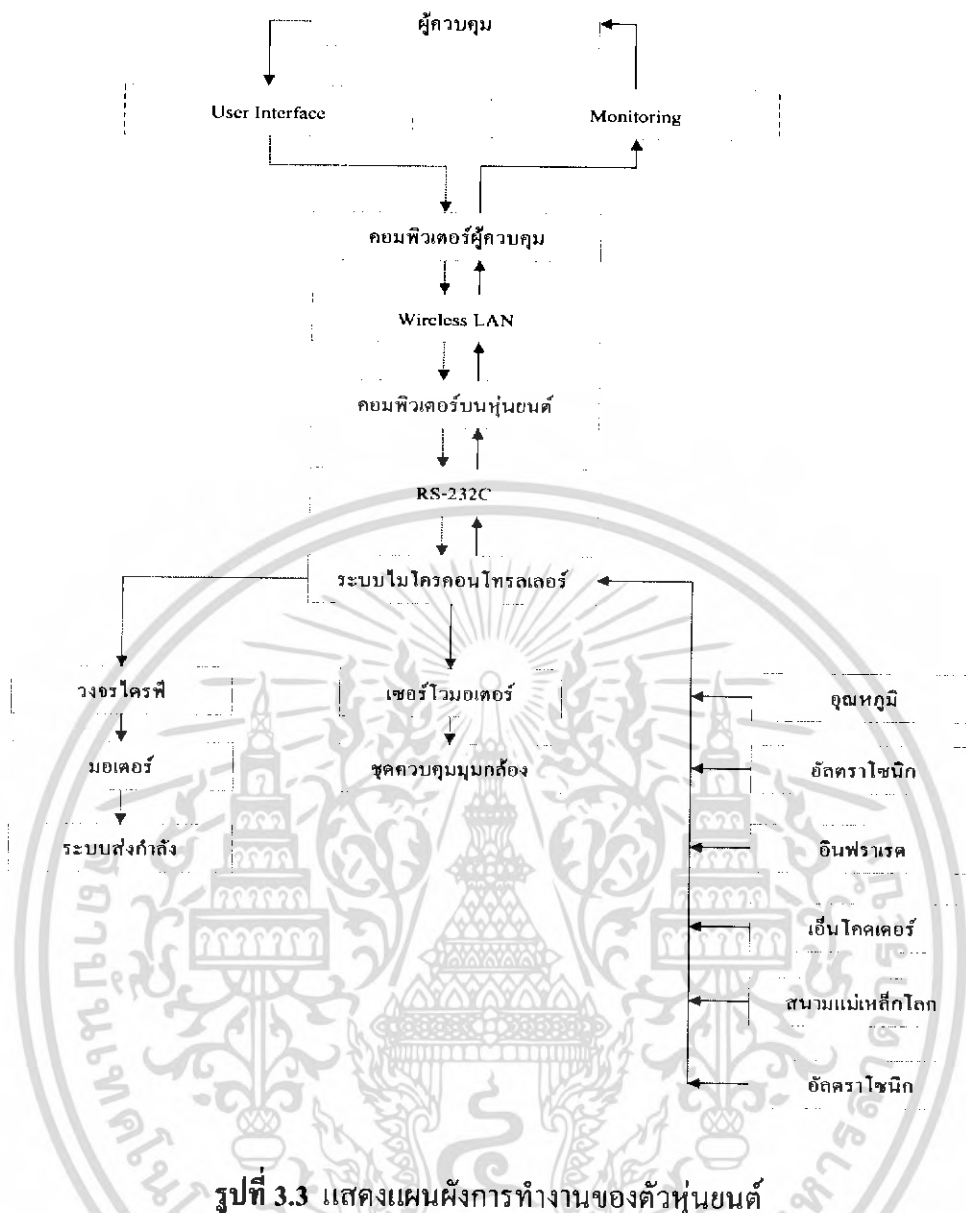 ผู้ควบคุม
User Interface
Monitoring
คอมพิวเตอร์ผู้ควบคุม
Wireless LAN
คอมพิวเตอร์บนหุ่นยนต์
RS-232C
ระบบไมโครคอนโทรลเลอร์
วงจรไดรฟ์
เซอร์โวมอเตอร์
อุณหภูมิ
มอเตอร์
ชุดควบคุมมุมกล้อง
อัลตราโซนิก
ระบบส่งกำลัง
อินฟราเรด
เอ็นโคดเดอร์
สนามแม่เหล็กโลก
อัลตราโซนิก
รูปที่ 3.3 แสดงแผนผังการทำงานของตัวหุ่นยนต์